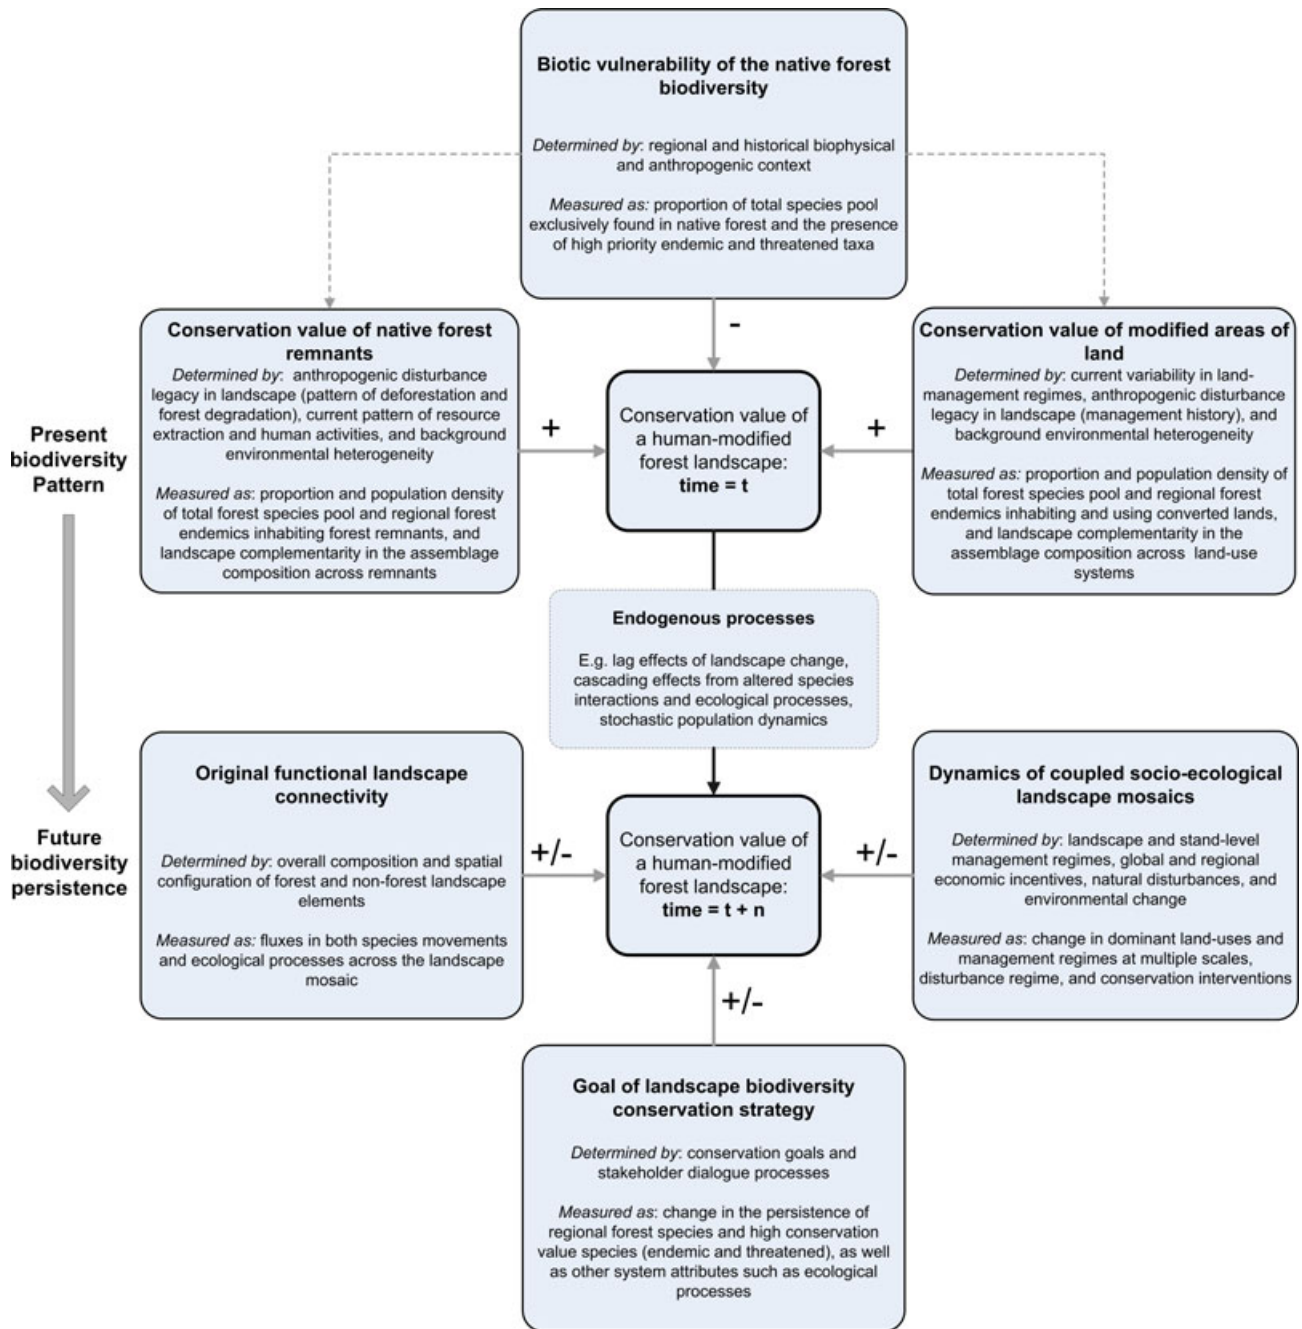 Biotic vulnerability of the native forest
biodiversity
Determined by: regional and historical biophysical
and anthropogenic context
Measured as: proportion of total species pool
exclusively found in native forest and the presence
of high priority endemic and threatened taxa
-
Conservation value of native forest
remnants
Determined by: anthropogenic disturbance
legacy in landscape (pattern of deforestation and
forest degradation), current pattern of resource
extraction and human activities, and background
environmental heterogeneity
Measured as: proportion and population density
of total forest species pool and regional forest
endemics inhabiting forest remnants, and
landscape complementarity in the assemblage
composition across remnants
+
Conservation value of
a human-modified
forest landscape:
time = t
+
Conservation value of modified areas of
land
Determined by: current variability in land-
management regimes, anthropogenic disturbance
legacy in landscape (management history), and
background environmental heterogeneity
Measured as: proportion and population density of
total forest species pool and regional forest
endemics inhabiting and using converted lands,
and landscape complementarity in the
assemblage composition across land-use
systems
Present
biodiversity
Pattern
Endogenous processes
E.g. lag effects of landscape change,
cascading effects from altered species
interactions and ecological processes,
stochastic population dynamics
Future
biodiversity
persistence
Original functional landscape
connectivity
Determined by: overall composition and spatial
configuration of forest and non-forest landscape
elements
Measured as: fluxes in both species movements
and ecological processes across the landscape
mosaic
+/-
Conservation value of
a human-modified
forest landscape:
time = t + n
+/-
Dynamics of coupled socio-ecological
landscape mosaics
Determined by: landscape and stand-level
management regimes, global and regional
economic incentives, natural disturbances, and
environmental change
Measured as: change in dominant land-uses and
management regimes at multiple scales,
disturbance regime, and conservation interventions
+/-
Goal of landscape biodiversity
conservation strategy
Determined by: conservation goals and
stakeholder dialogue processes
Measured as: change in the persistence of
regional forest species and high conservation
value species (endemic and threatened), as well
as other system attributes such as ecological
processes